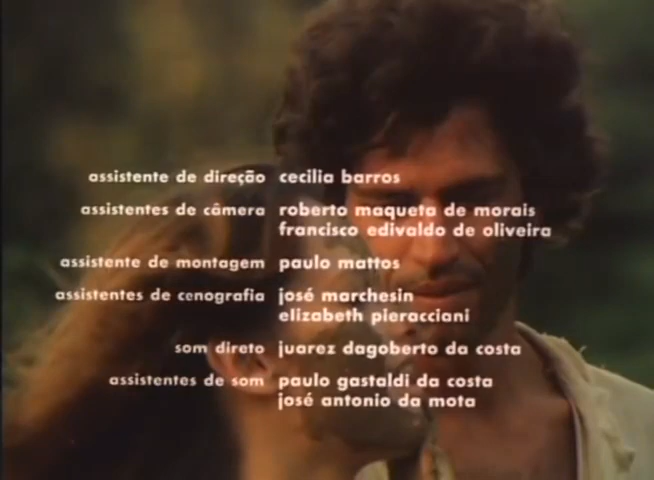 assistente de direção cecilia barros
assistentes de câmera roberto maqueta de morais
francisco edivaldo de oliveira
assistente de montagem paulo mattos
assistentes de cenografia josé marchesin
elizabeth pieracciani
som direto juarez dagoberto da costa
assistentes de som paulo gastaldi da costa
josé antonio da mota